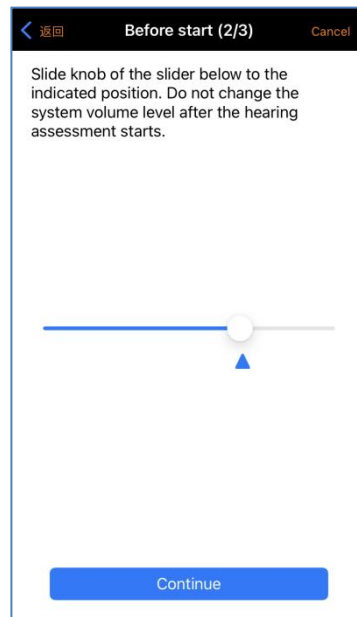 返回 Before start (2/3) Cancel
Slide knob of the slider below to the
indicated position. Do not change the
system volume level after the hearing
assessment starts.
Continue